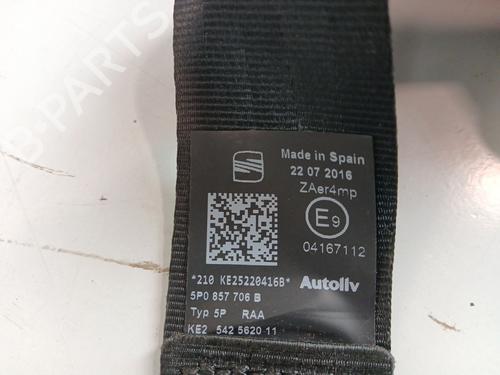 Made in Spain
22 07 2016
ZAer4mp
E9
04167112
*210 KE25220416B*
Autoliv
5P0 857 706 B
Typ 5P RAA
KE2 542 5620 11